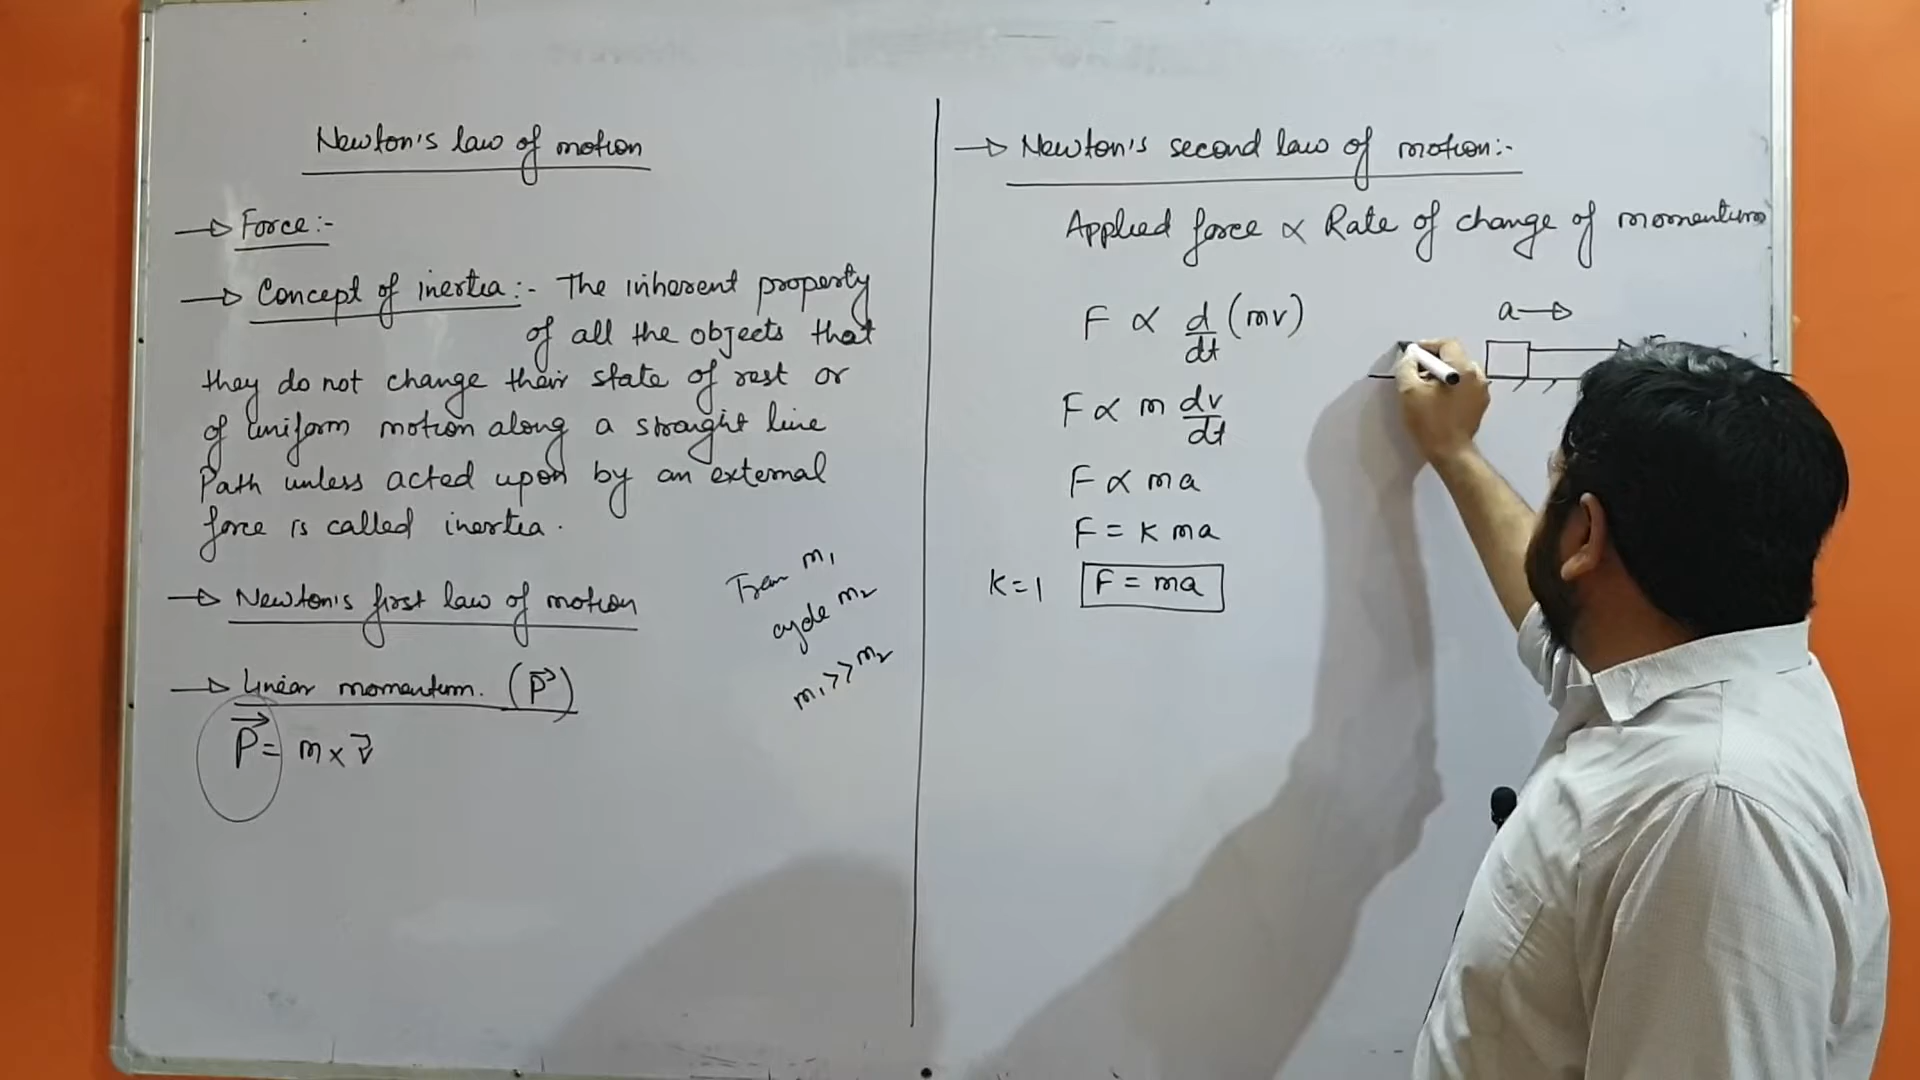 Newton's law of motion
→ Force:-
→ Concept of inertia:- The inherent property
of all the objects that
they do not change their state of rest or
of uniform motion along a straight line
Path unless acted upon by an external
force is called inertia.
→ Newton's first law of motion
Train m₁
cycle m₂
m₁>>m₂
→ Linear momentum. (P⃗)
P⃗ = m × v⃗
→ Newton's second law of motion:-
Applied force ∝ Rate of change of momentum
F ∝ d/dt (mv)
a→
F ∝ m dv/dt
F ∝ ma
F = K ma
K=1 F = ma